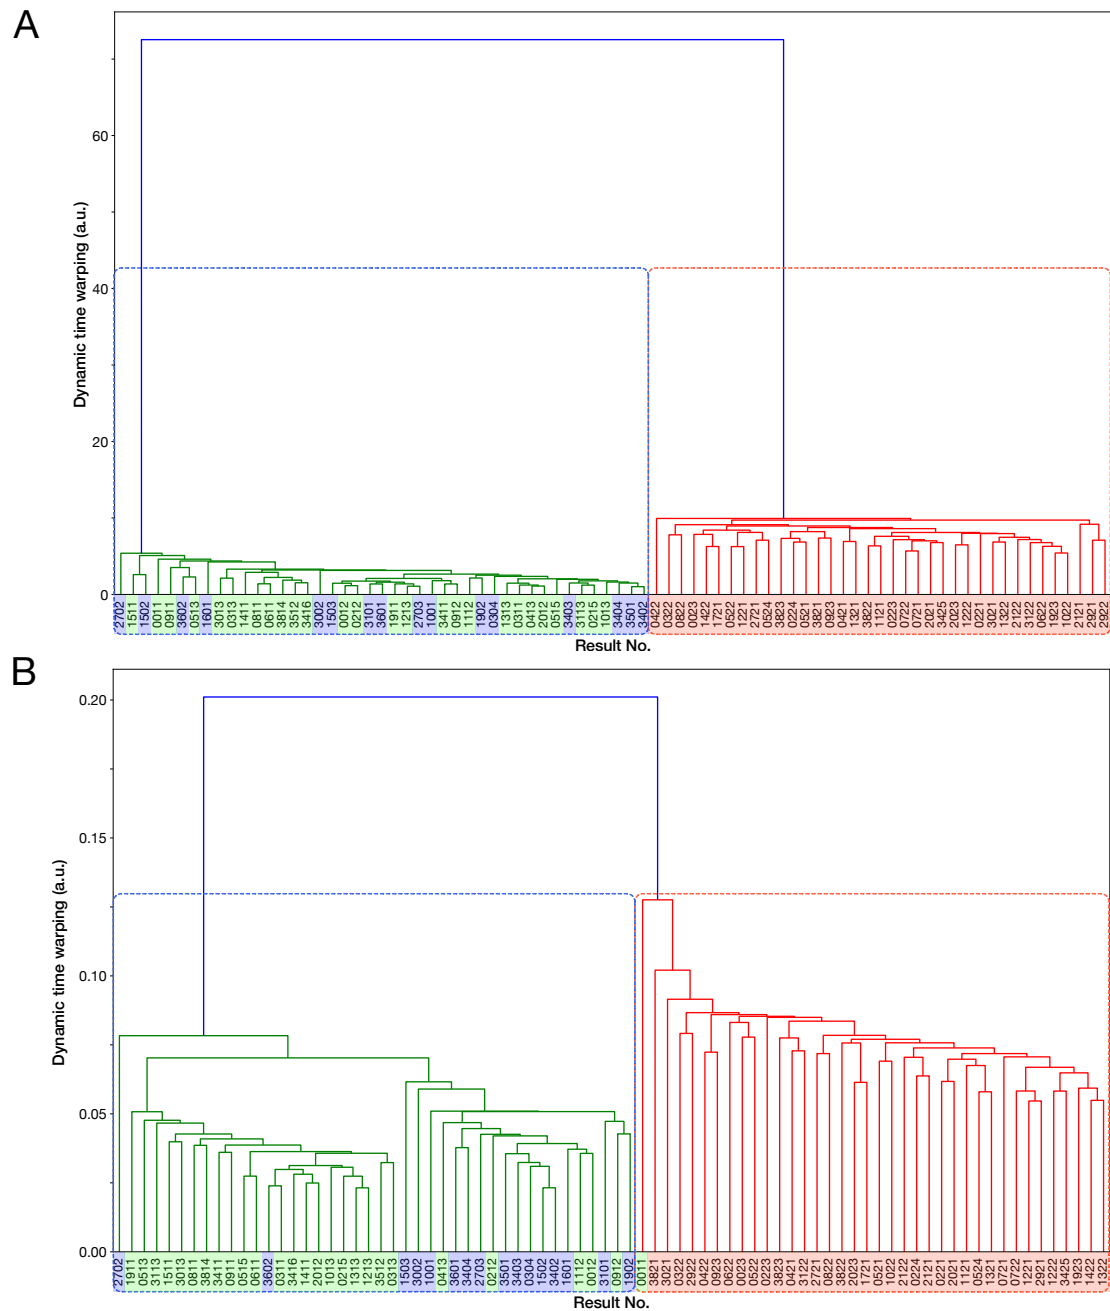 A
Dynamic time warping (a.u.)
60
40
20
0
2702 1511 1502 0011 0911 3602 0513 1601 3013 0313 1411 0811 0611 3814 3512 3416 3002 1503 0012 0212 3101 3601 1911 1213 2703 1001 3411 0912 1112 1902 0304 1313 0311 0413 2012 0515 3403 3113 0215 1013 3404 3501 3402 0422 0322 0822 0023 1422 1721 0522 1221 2721 0524 3823 0224 0521 3821 0923 0421 1321 3822 1121 0223 0722 0721 2021 3425 2023 1222 0221 3021 1322 2122 3122 0622 1923 1022 2121 2921 2922
Result No.
B
Dynamic time warping (a.u.)
0.20
0.15
0.10
0.05
0.00
2702 1911 0513 3113 1511 3013 0811 3814 3411 0911 0515 0611 3602 0311 3416 1411 2012 1013 0215 1313 1213 3512 0313 1503 3002 1001 0413 3601 3404 2703 0212 3501 3403 0304 1502 3402 1601 1112 0012 3101 0912 1902 0011 3821 3021 0322 2922 0422 0923 0622 0023 0522 0223 3823 0421 3122 2721 0822 3822 2023 1721 0521 1022 2122 0224 2121 0221 2021 1121 0524 1321 0721 0722 1221 2921 1222 3425 1923 1422 1322
Result No.